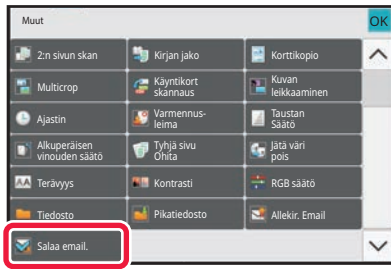 Muut
OK
2:n sivun skan
Kirjan jako
Korttikopio
Multicrop
Käyntikort
skannaus
Kuvan
leikkaaminen
Ajastin
Varmennus-
leima
Taustan
Säätö
Alkuperäisen
vinouden säätö
Tyhjä sivu
Ohita
Jätä väri
pois
AA
Terävyys
Kontrasti
RGB säätö
Tiedosto
Pikatiedosto
Allekir. Email
Salaa email.